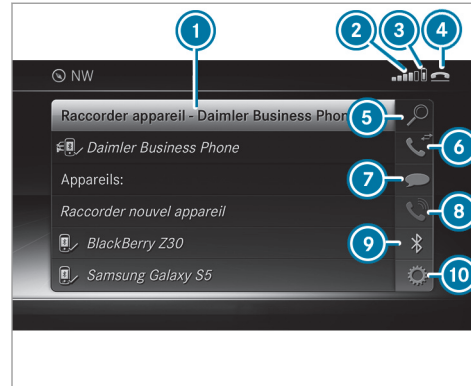 1
2
3
4
NW
Raccorder appareil - Daimler Business Phon
5
Daimler Business Phone
6
Appareils:
7
Raccorder nouvel appareil
8
BlackBerry Z30
9
Samsung Galaxy S5
10